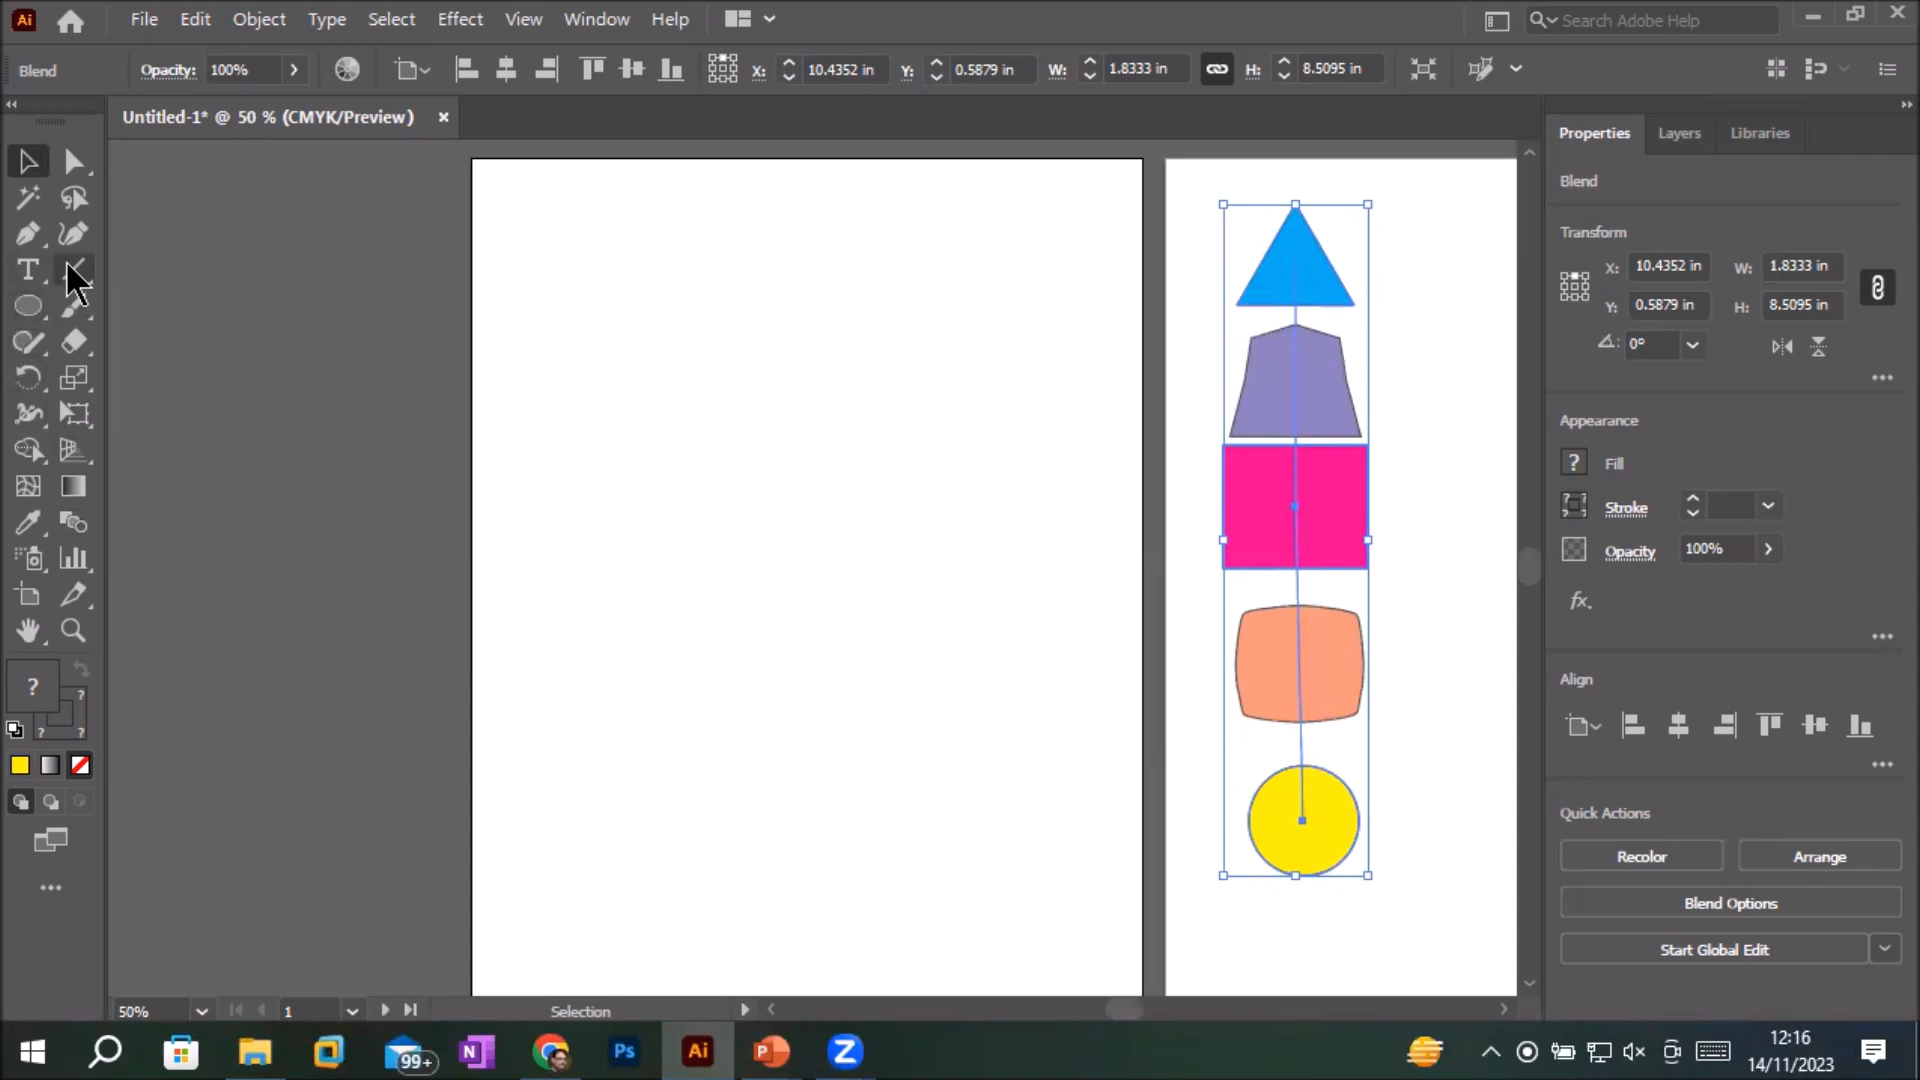 Ai File Edit Object Type Select Effect View Window Help Search Adobe Help
Blend Opacity: 100% X: 10.4352 in Y: 0.5879 in W: 1.8333 in H: 8.5095 in
Untitled-1* @ 50 % (CMYK/Preview)
Properties Layers Libraries
Blend
Transform
X: 10.4352 in W: 1.8333 in
Y: 0.5879 in H: 8.5095 in
0°
Appearance
? Fill
Stroke
Opacity 100%
fx.
Align
Quick Actions
Recolor Arrange
Blend Options
Start Global Edit
T
?
?
? ?
50% 1 Selection
99+ N Ps Ai P Z
12:16
14/11/2023